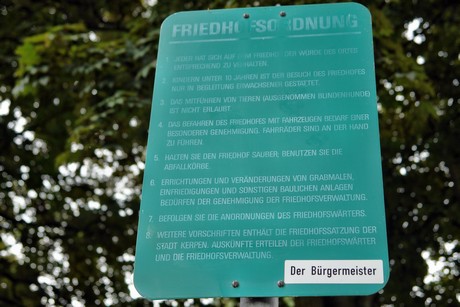 FRIEDHOFSORDNUNG
1. JEDER HAT SICH AUF DEM FRIEDHOF DER WÜRDE DES ORTES
ENTSPRECHEND ZU VERHALTEN.
2. KINDERN UNTER 10 JAHREN IST DER BESUCH DES FRIEDHOFES
NUR IN BEGLEITUNG ERWACHSENER GESTATTET.
3. DAS MITFÜHREN VON TIEREN (AUSGENOMMEN BLINDENHUNDE)
IST NICHT ERLAUBT.
4. DAS BEFAHREN DES FRIEDHOFES MIT FAHRZEUGEN BEDARF EINER
BESONDEREN GENEHMIGUNG. FAHRRÄDER SIND AN DER HAND
ZU FÜHREN.
5. HALTEN SIE DEN FRIEDHOF SAUBER; BENUTZEN SIE DIE
ABFALLKÖRBE.
6. ERRICHTUNGEN UND VERÄNDERUNGEN VON GRABMALEN,
EINFRIEDIGUNGEN UND SONSTIGEN BAULICHEN ANLAGEN
BEDÜRFEN DER GENEHMIGUNG DER FRIEDHOFSVERWALTUNG.
7. BEFOLGEN SIE DIE ANORDNUNGEN DES FRIEDHOFSWÄRTERS.
8. WEITERE VORSCHRIFTEN ENTHÄLT DIE FRIEDHOFSSATZUNG DER
STADT KERPEN. AUSKÜNFTE ERTEILEN DER FRIEDHOFSWÄRTER
UND DIE FRIEDHOFSVERWALTUNG.
Der Bürgermeister